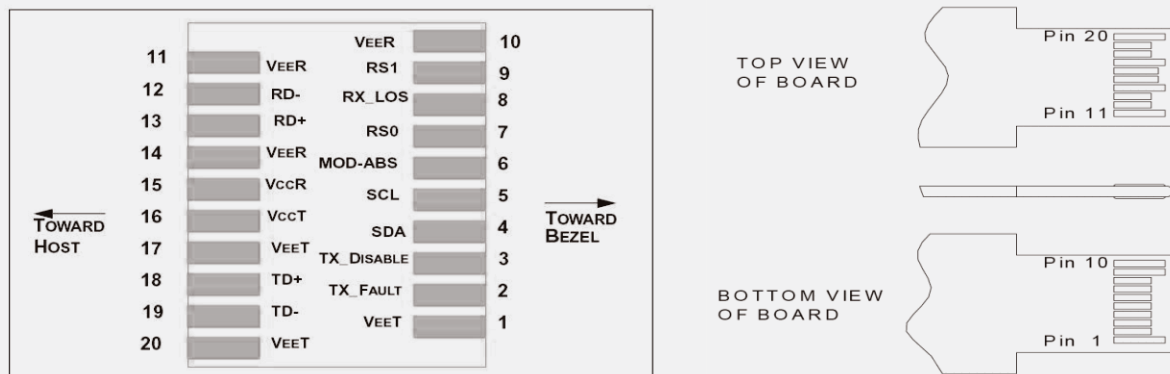 11 VEER
12 RD-
13 RD+
14 VEER
15 VCCR
16 VCCT
17 VEET
18 TD+
19 TD-
20 VEET
TOWARD
HOST
VEER 10
RS1 9
RX_LOS 8
RS0 7
MOD-ABS 6
SCL 5
SDA 4
TX_DISABLE 3
TX_FAULT 2
VEET 1
TOWARD
BEZEL
TOP VIEW
OF BOARD
Pin 20
Pin 11
BOTTOM VIEW
OF BOARD
Pin 10
Pin 1